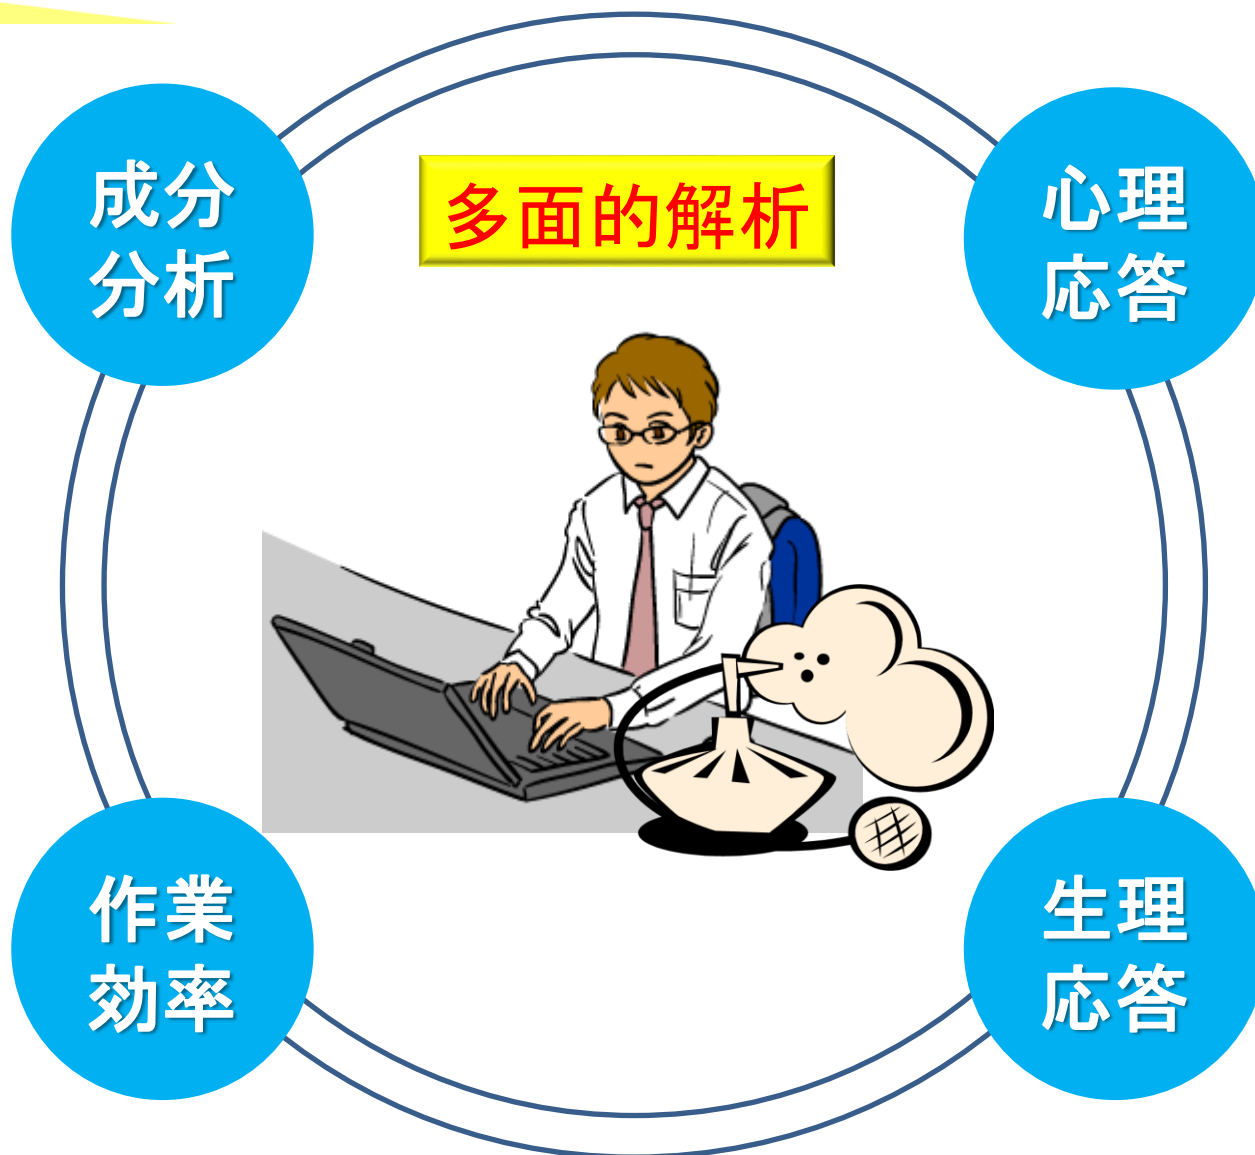 成分
分析
多面的解析
心理
応答
作業
効率
生理
応答